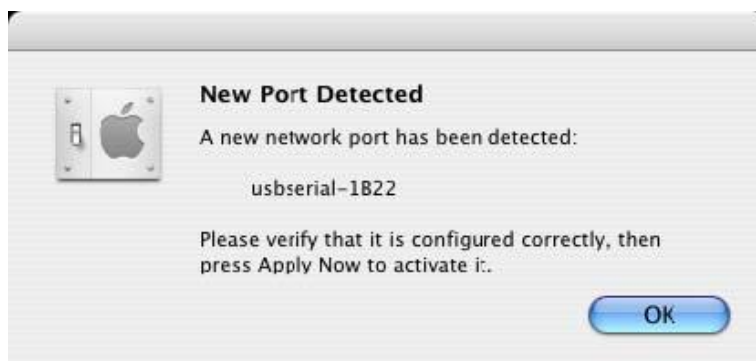 New Port Detected
A new network port has been detected:
usbserial-1B22
Please verify that it is configured correctly, then
press Apply Now to activate it.
OK